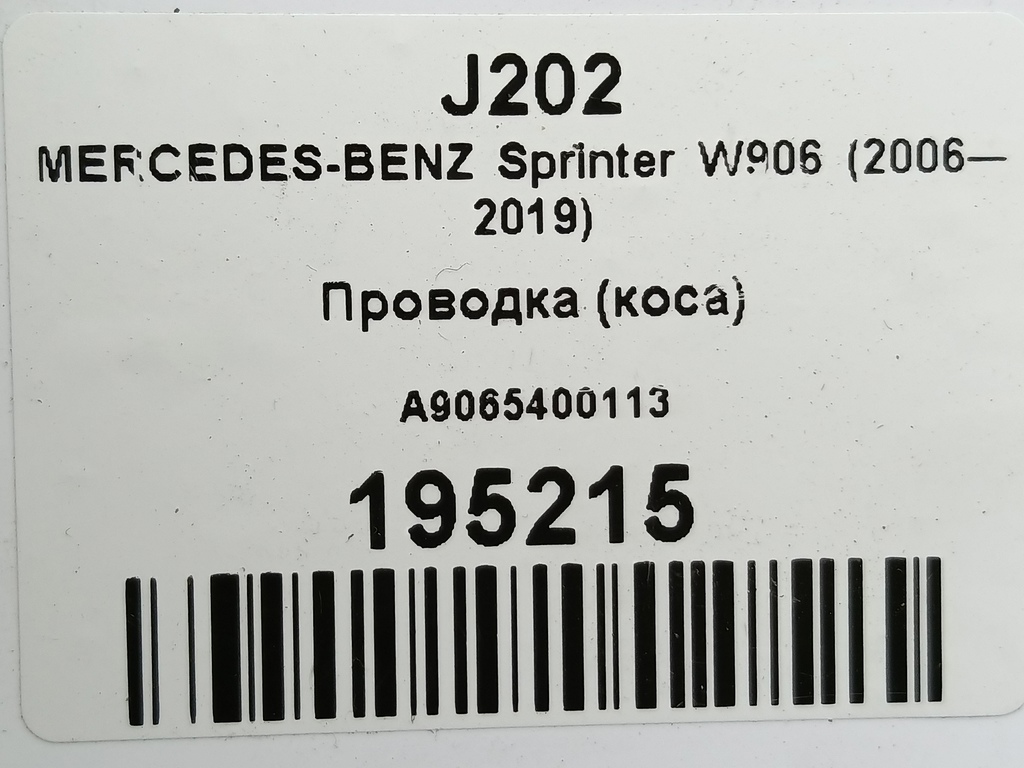 J202
MERCEDES-BENZ Sprinter W906 (2006—
2019)
Проводка (коса)
A9065400113
195215